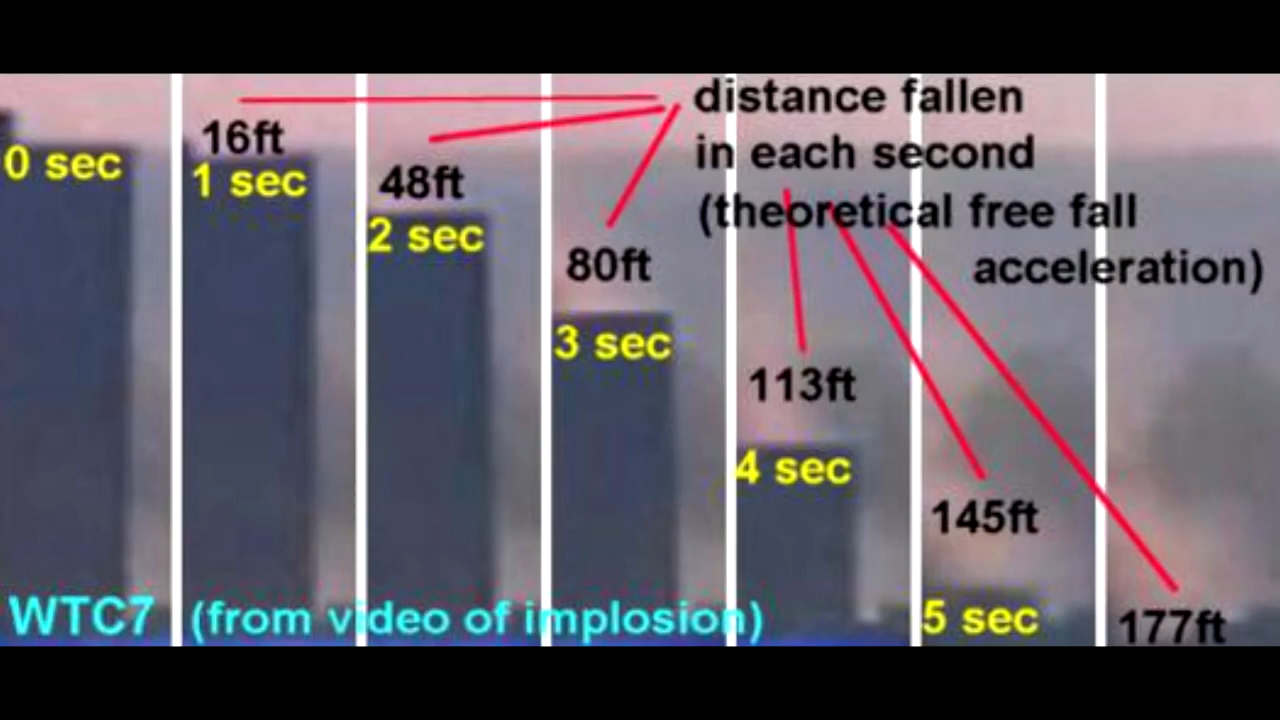 distance fallen
in each second
(theoretical free fall
acceleration)
0 sec
16ft
1 sec
48ft
2 sec
80ft
3 sec
113ft
4 sec
145ft
5 sec
177ft
WTC7 (from video of implosion)